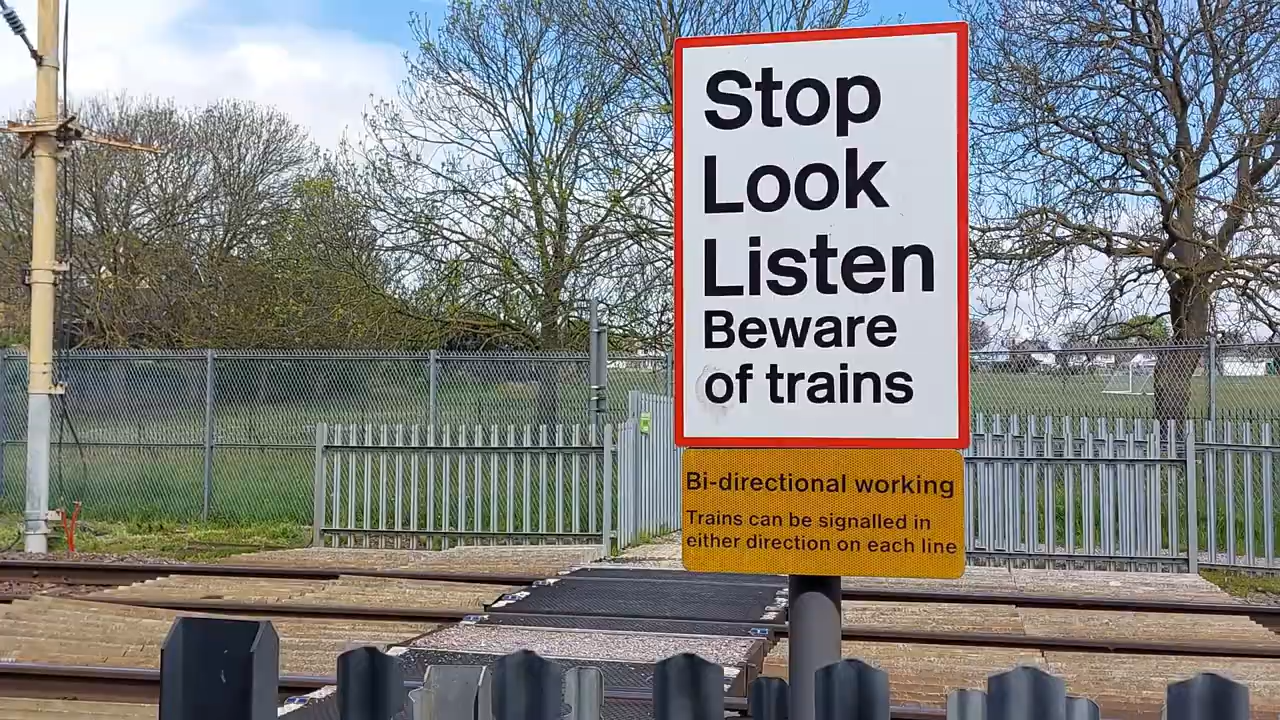 Stop
Look
Listen
Beware
of trains
Bi-directional working
Trains can be signalled in
either direction on each line